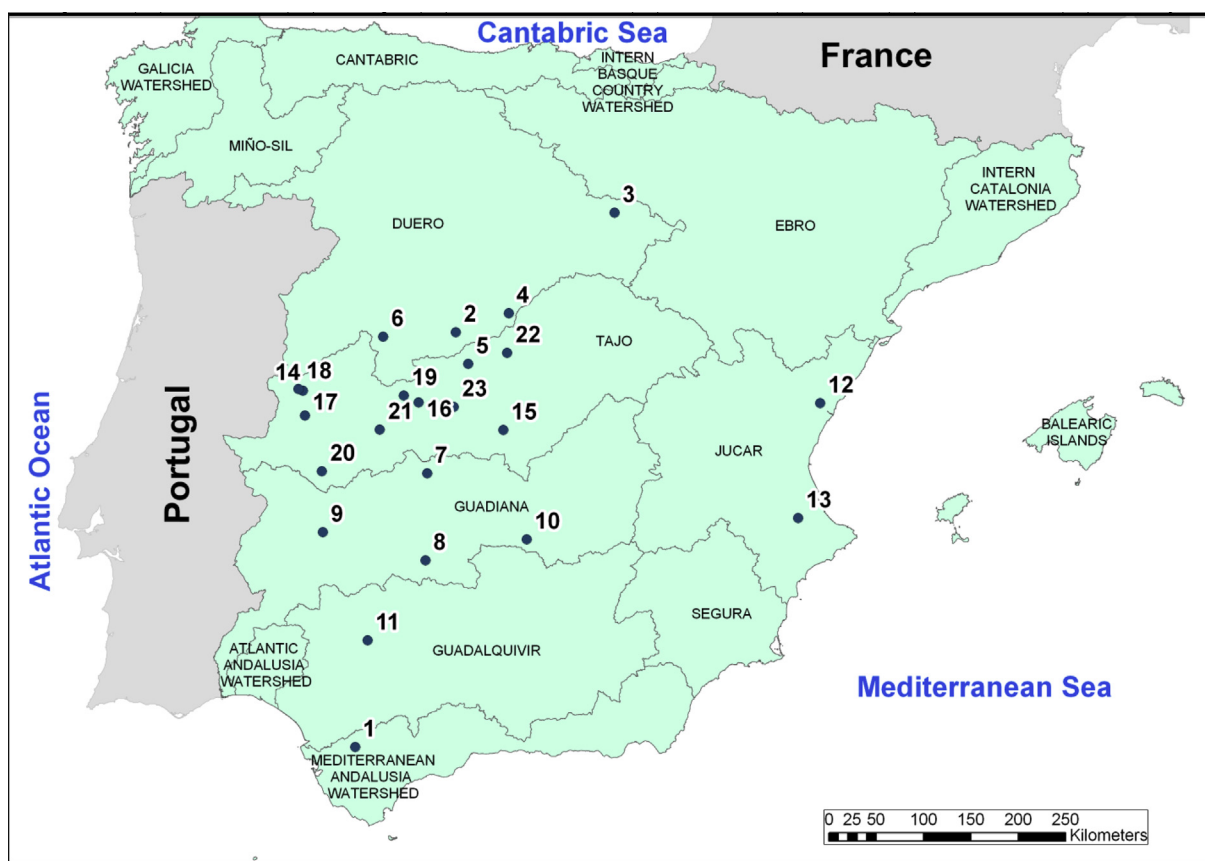 Cantabric Sea
France
GALICIA
WATERSHED
CANTABRIC
INTERN
BASQUE
COUNTRY
WATERSHED
MIÑO-SIL
INTERN
CATALONIA
WATERSHED
3
DUERO
EBRO
4
6
2
22
5
TAJO
14
18
19
23
12
17
21
16
15
BALEARIC
ISLANDS
Atlantic Ocean
Portugal
20
7
JUCAR
9
GUADIANA
10
13
8
SEGURA
11
ATLANTIC
ANDALUSIA
WATERSHED
GUADALQUIVIR
Mediterranean Sea
1
MEDITERRANEAN
ANDALUSIA
WATERSHED
0 25 50 100 150 200 250
Kilometers